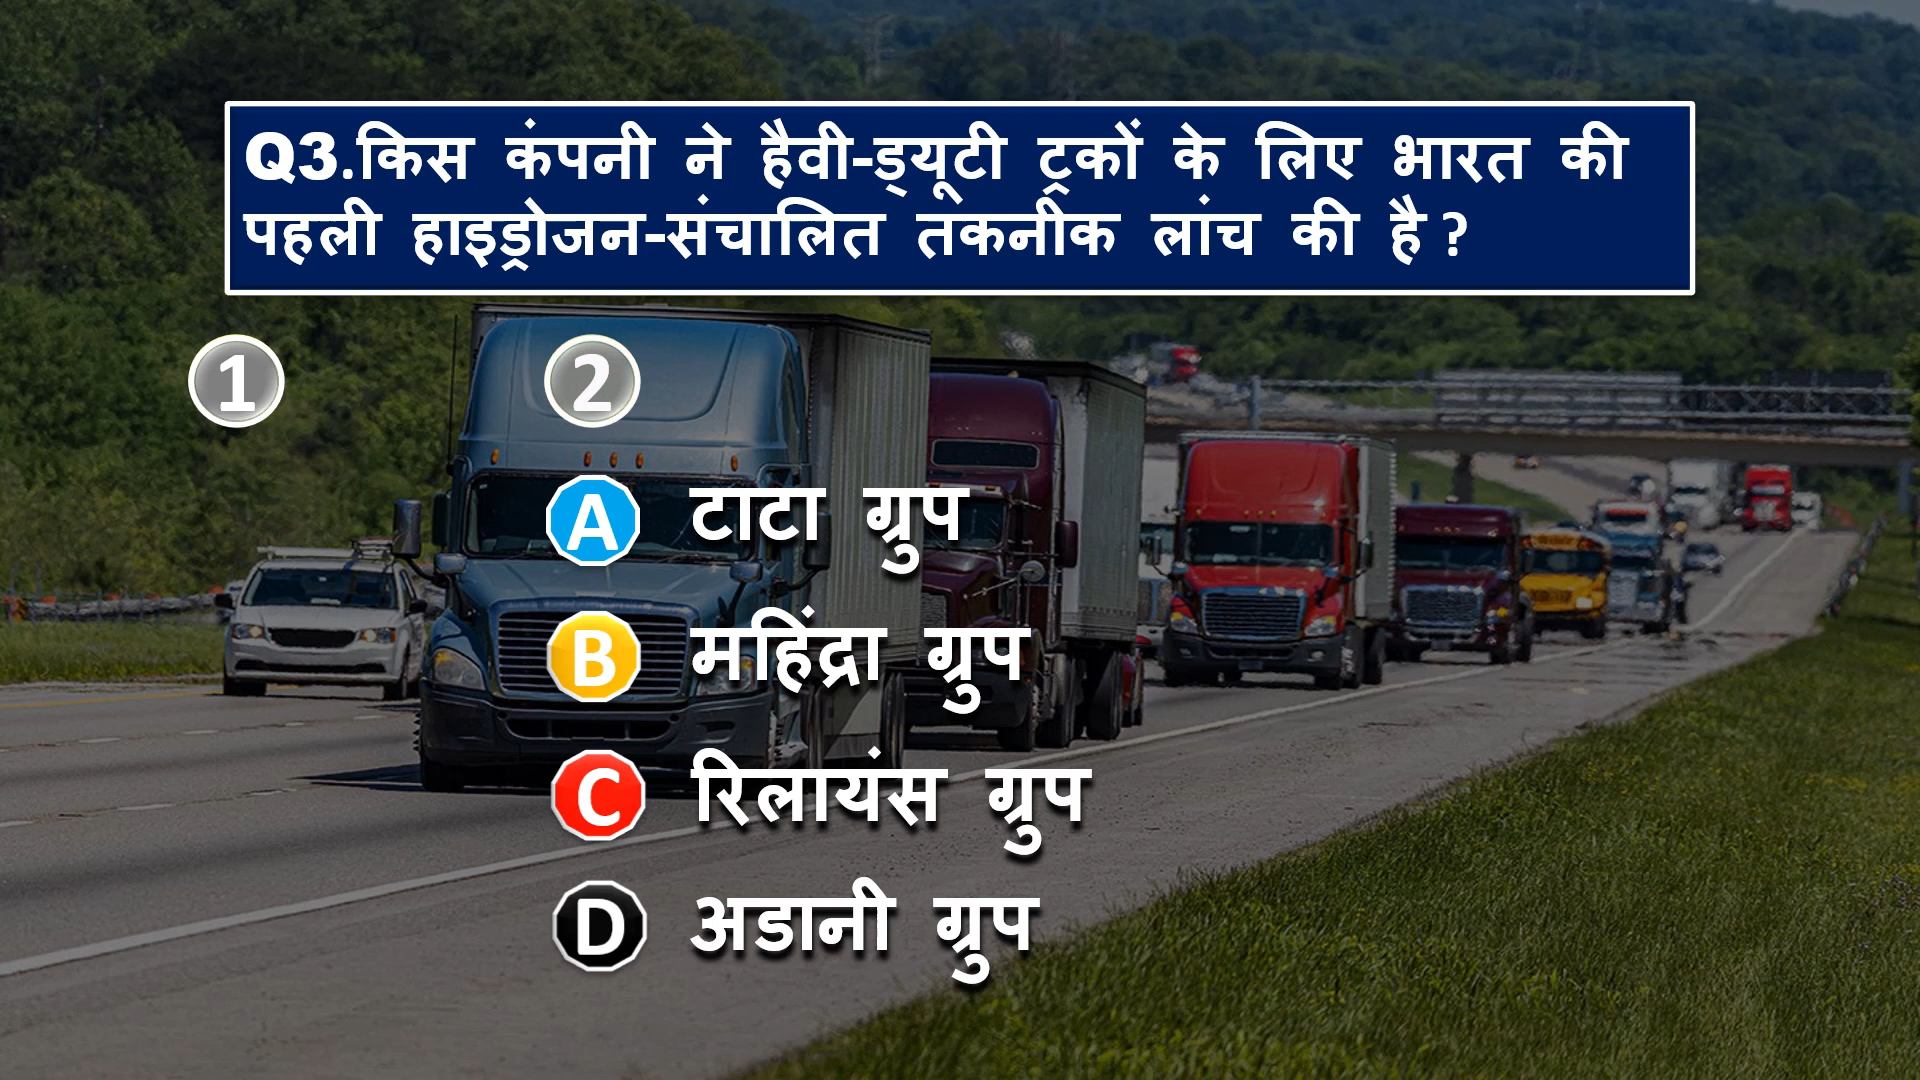 Q3.किस कंपनी ने हैवी-ड्यूटी ट्रकों के लिए भारत की
पहली हाइड्रोजन-संचालित तकनीक लांच की है ?
1 2
A टाटा ग्रुप
B महिंद्रा ग्रुप
C रिलायंस ग्रुप
D अडानी ग्रुप